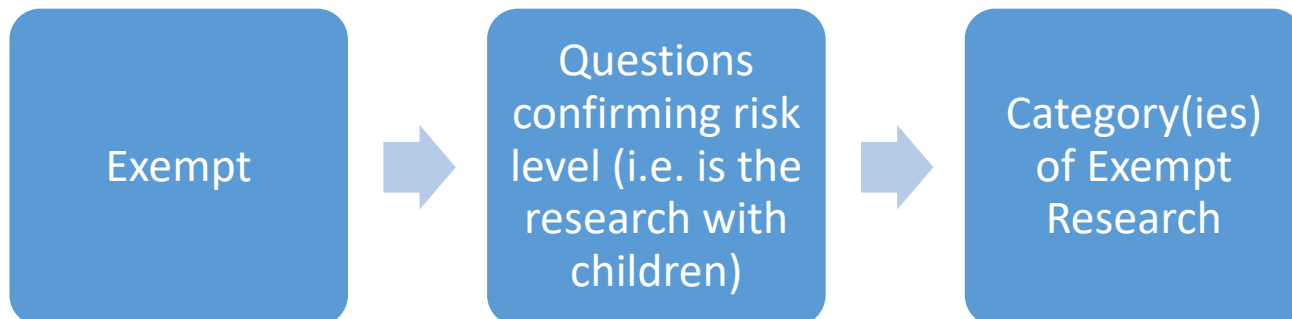 Exempt
Questions
confirming risk
level (i.e. is the
research with
children)
Category(ies)
of Exempt
Research